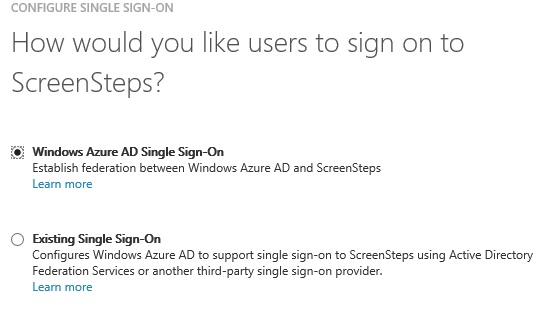 CONFIGURE SINGLE SIGN-ON
How would you like users to sign on to
ScreenSteps?
Windows Azure AD Single Sign-On
Establish federation between Windows Azure AD and ScreenSteps
Learn more
Existing Single Sign-On
Configures Windows Azure AD to support single sign-on to ScreenSteps using Active Directory
Federation Services or another third-party single sign-on provider.
Learn more